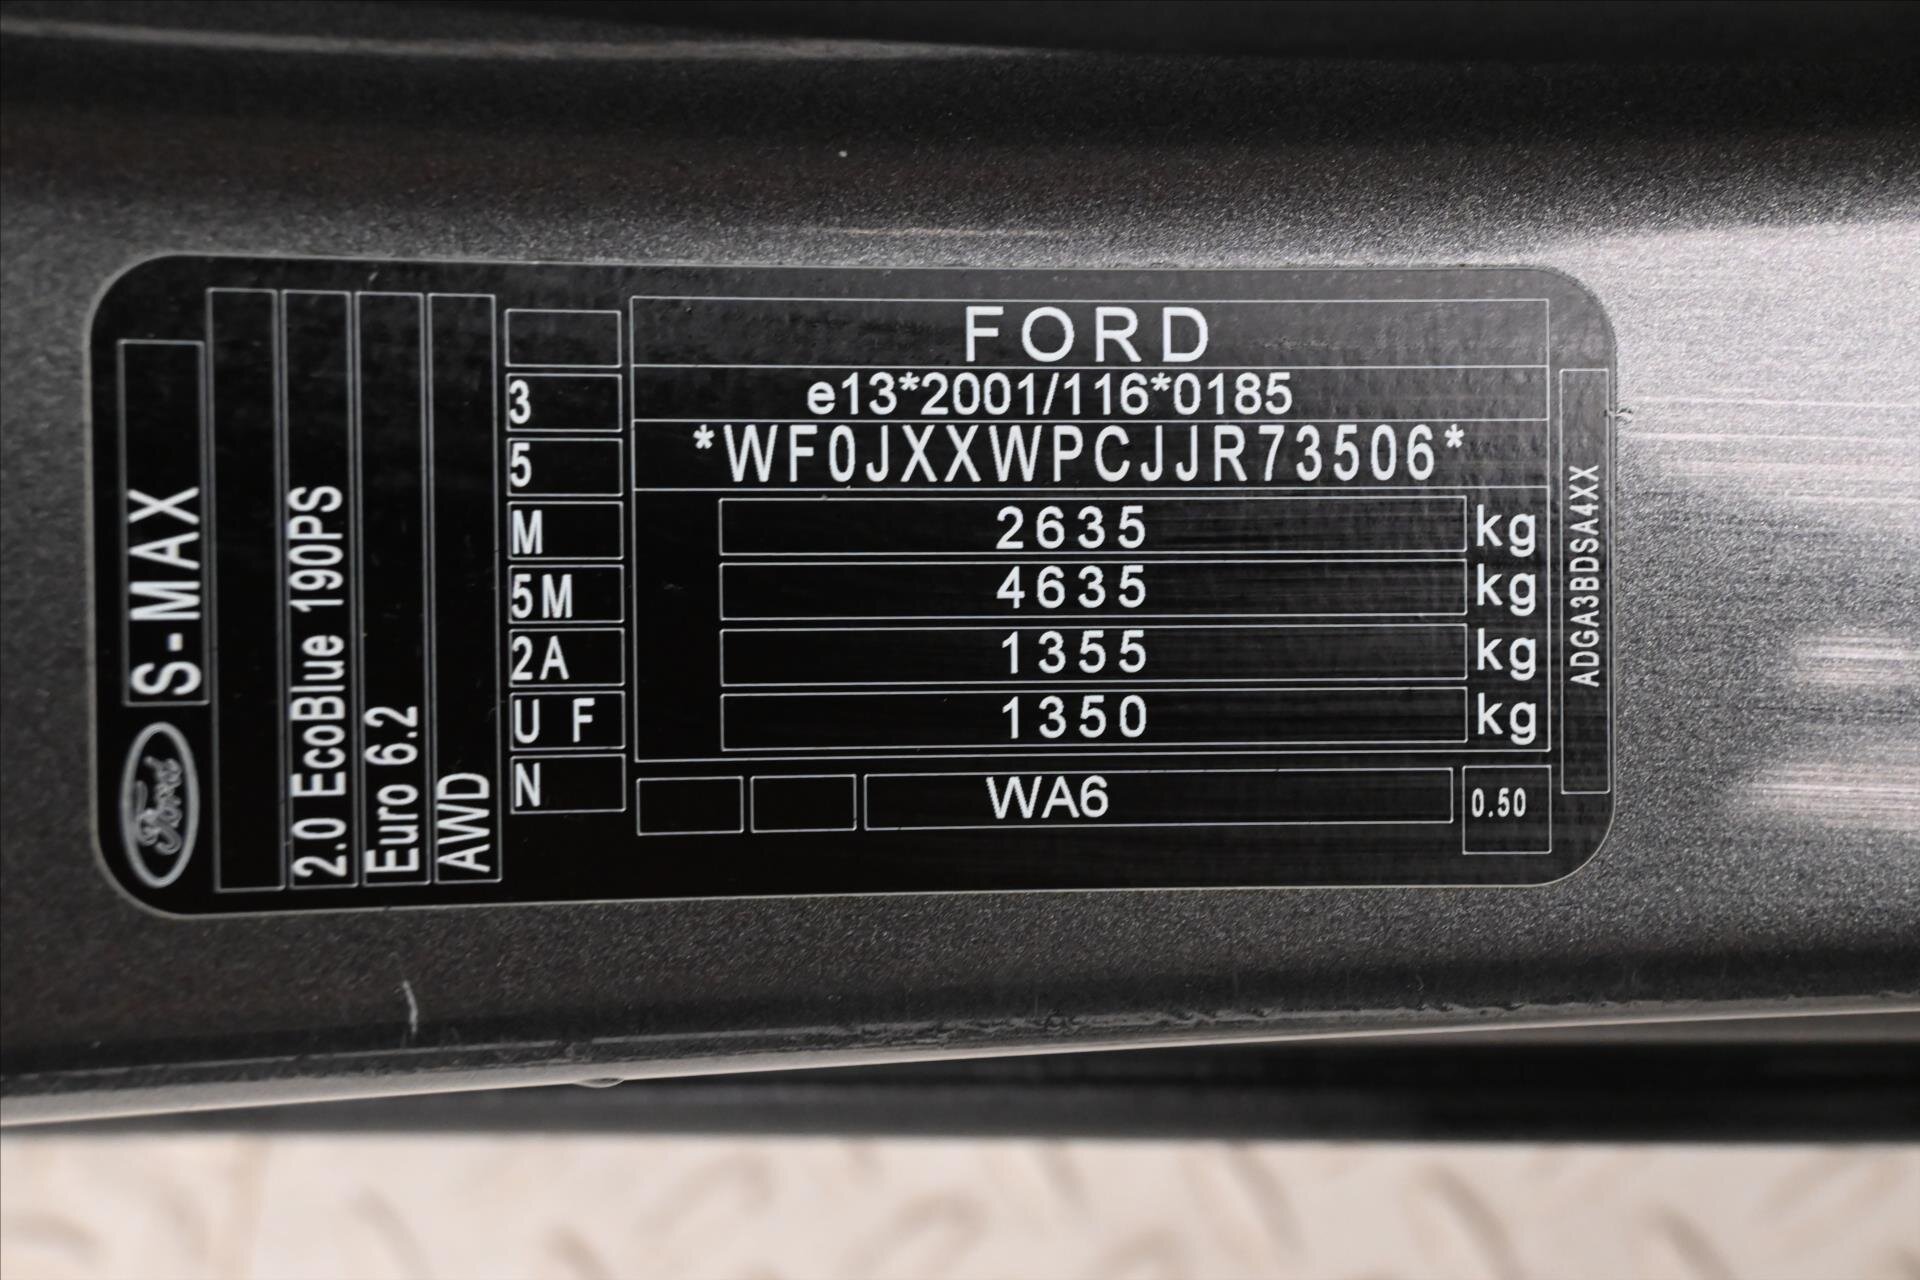 FORD
3 e13*2001/116*0185
5 *WF0JXXWPCJJR73506*
M 2635 kg
5M 4635 kg
2A 1355 kg
U F 1350 kg
N WA6 0.50
Ford S-MAX
2.0 EcoBlue 190PS
Euro 6.2
AWD
ADGA3BDSA4XX